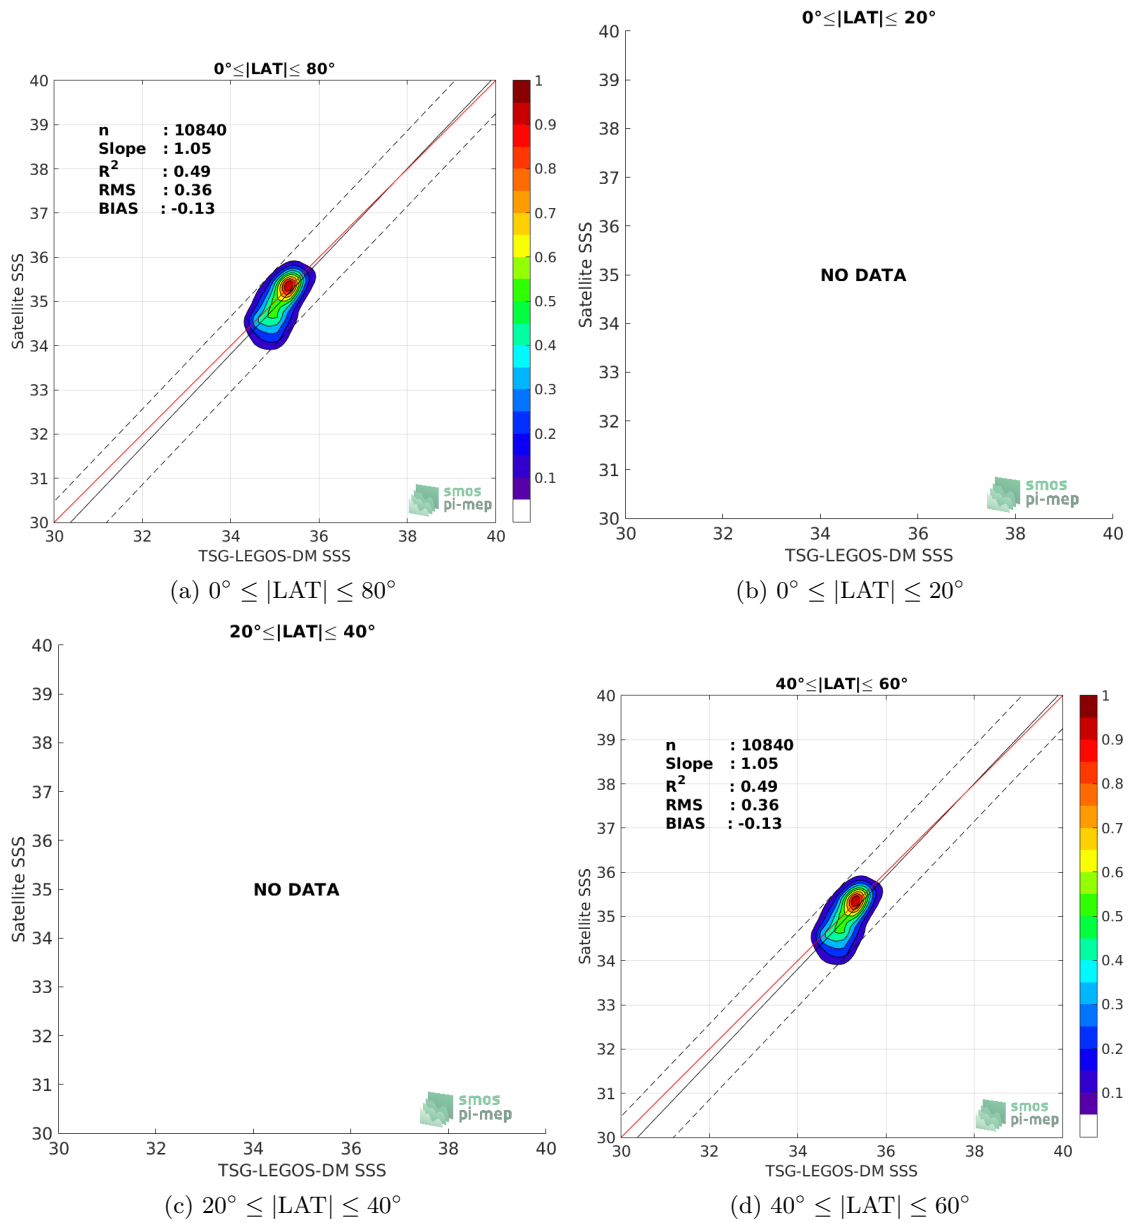 0°≤|LAT|≤ 80°
40
39
38
37
36
35
34
33
32
31
30
Satellite SSS
n : 10840
Slope : 1.05
R2 : 0.49
RMS : 0.36
BIAS : -0.13
smos
pi-mep
30 32 34 36 38 40
TSG-LEGOS-DM SSS
1
0.9
0.8
0.7
0.6
0.5
0.4
0.3
0.2
0.1
(a) 0° ≤ |LAT| ≤ 80°
0°≤|LAT|≤ 20°
40
39
38
37
36
35
34
33
32
31
30
Satellite SSS
NO DATA
smos
pi-mep
30 32 34 36 38 40
TSG-LEGOS-DM SSS
(b) 0° ≤ |LAT| ≤ 20°
20°≤|LAT|≤ 40°
40
39
38
37
36
35
34
33
32
31
30
Satellite SSS
NO DATA
smos
pi-mep
30 32 34 36 38 40
TSG-LEGOS-DM SSS
(c) 20° ≤ |LAT| ≤ 40°
40°≤|LAT|≤ 60°
40
39
38
37
36
35
34
33
32
31
30
Satellite SSS
n : 10840
Slope : 1.05
R2 : 0.49
RMS : 0.36
BIAS : -0.13
smos
pi-mep
30 32 34 36 38 40
TSG-LEGOS-DM SSS
1
0.9
0.8
0.7
0.6
0.5
0.4
0.3
0.2
0.1
(d) 40° ≤ |LAT| ≤ 60°